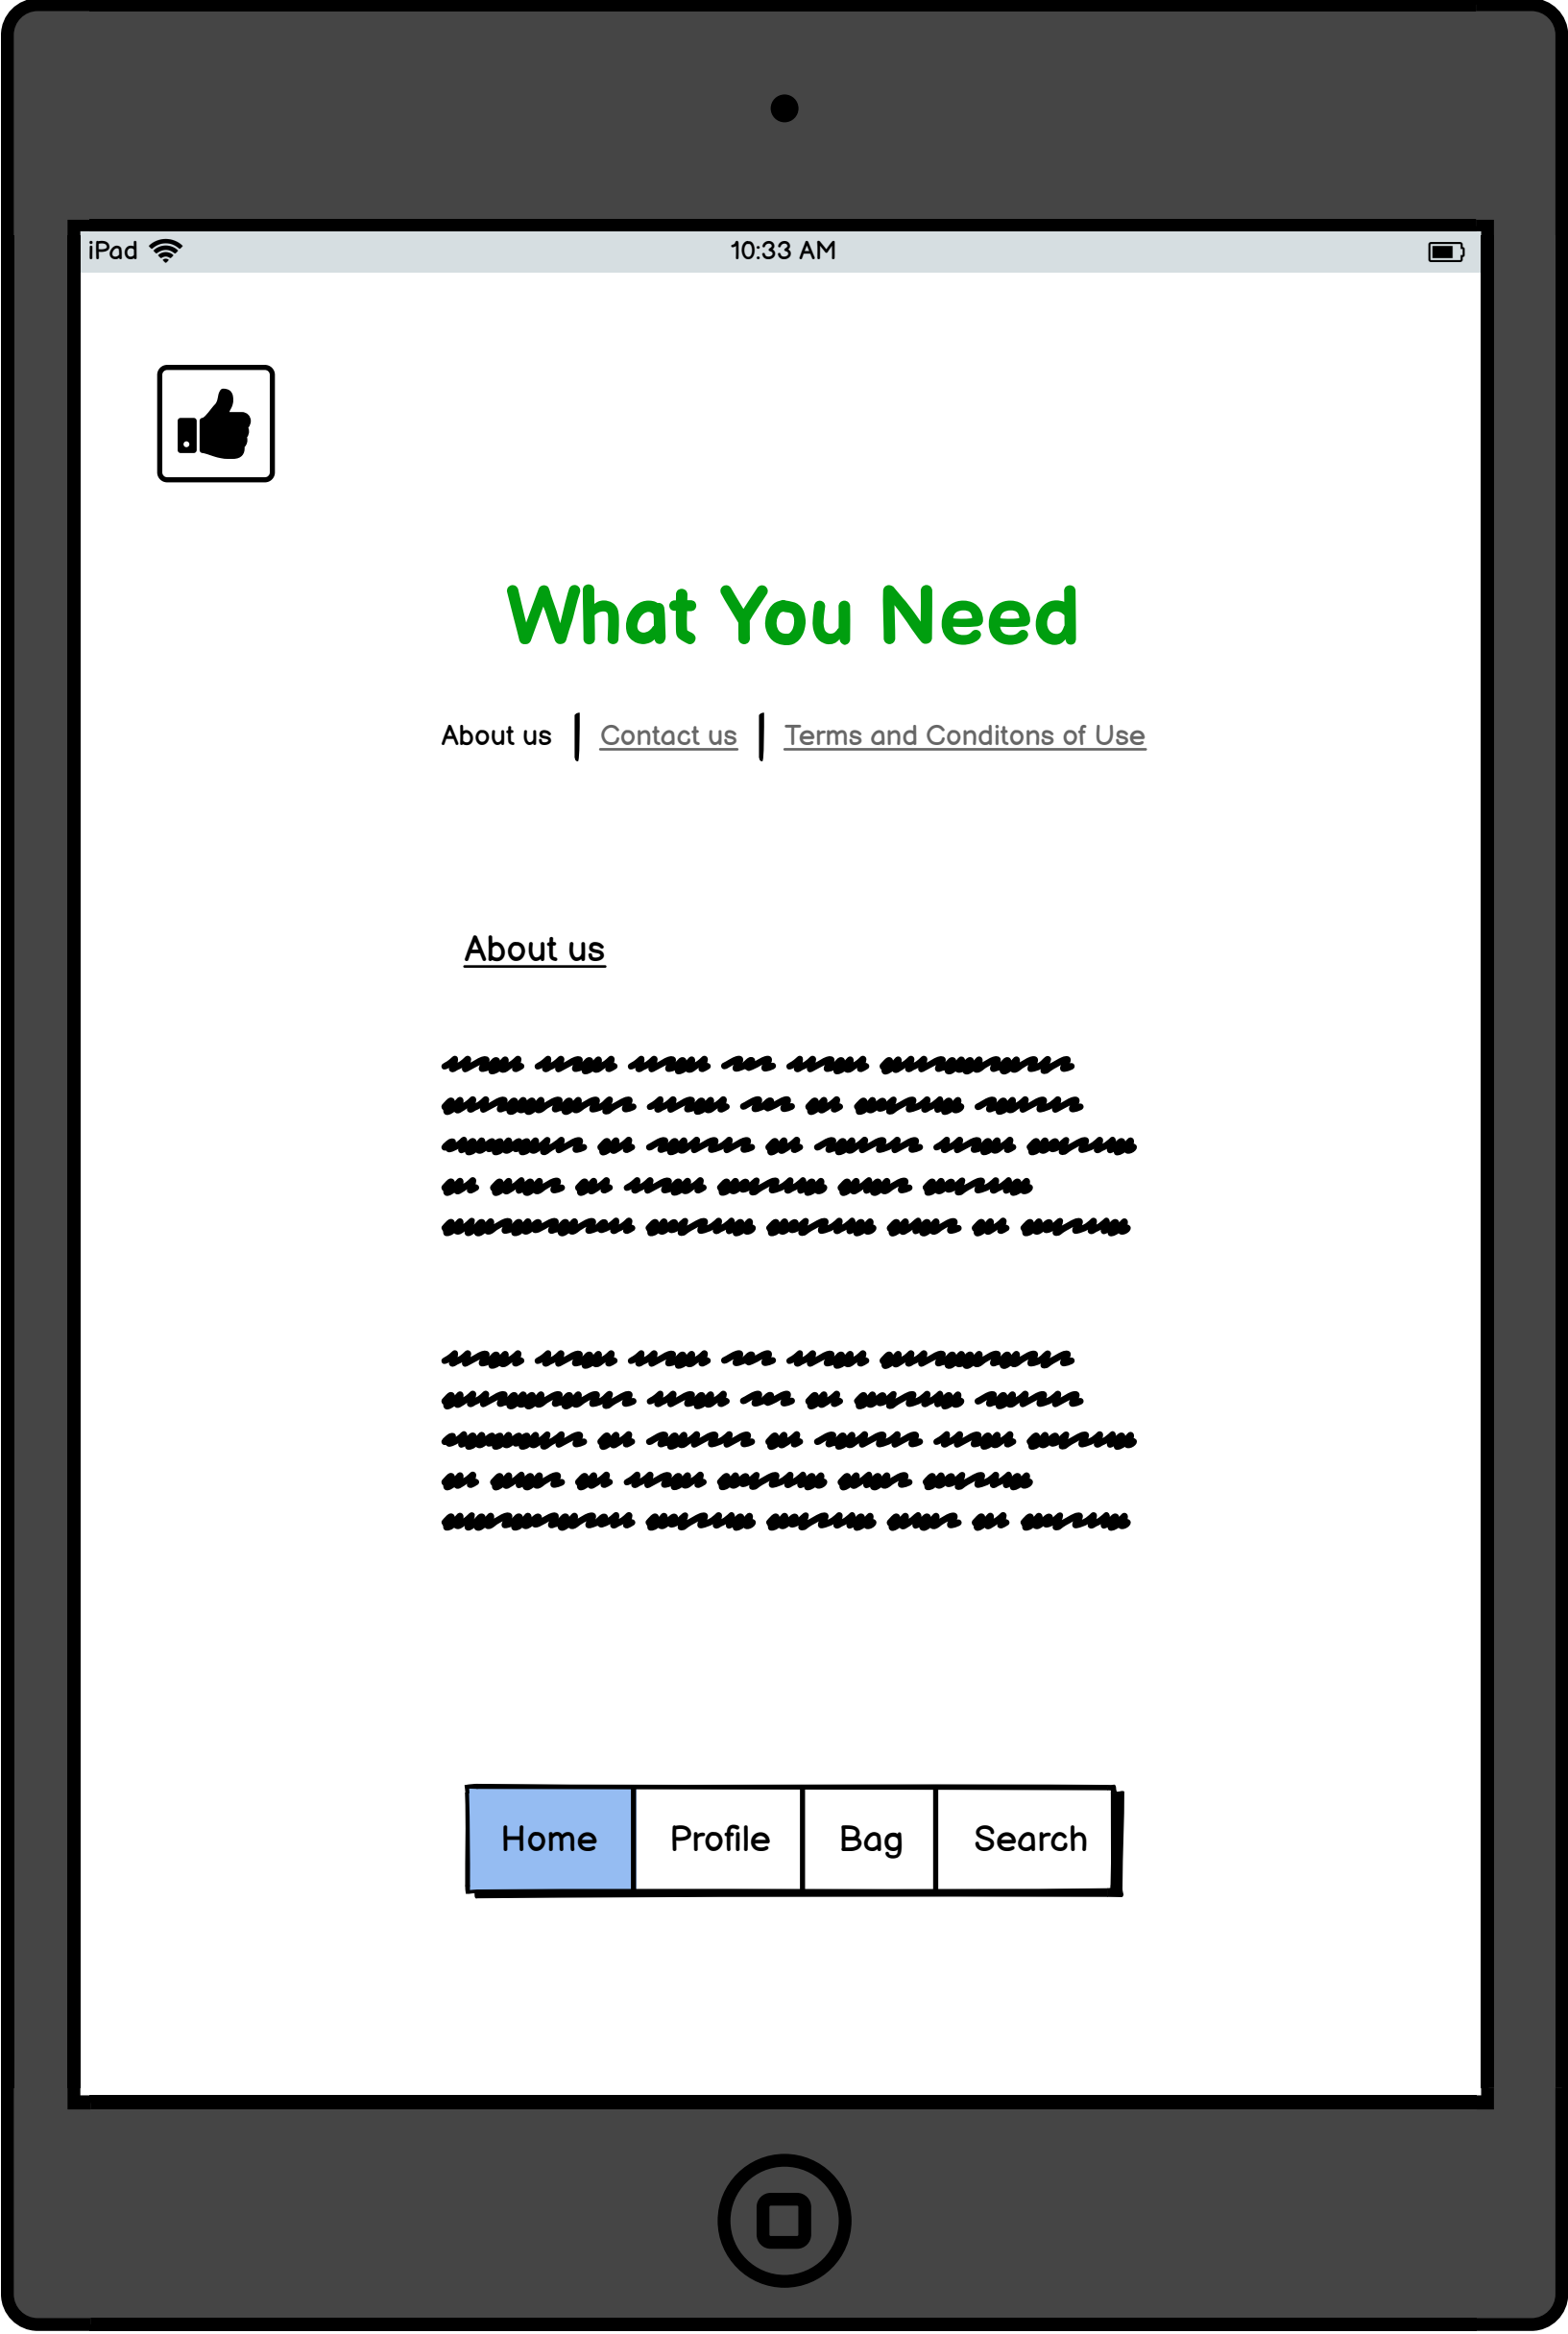 iPad 10:33 AM
What You Need
About us | Contact us | Terms and Conditons of Use
About us
Home Profile Bag Search